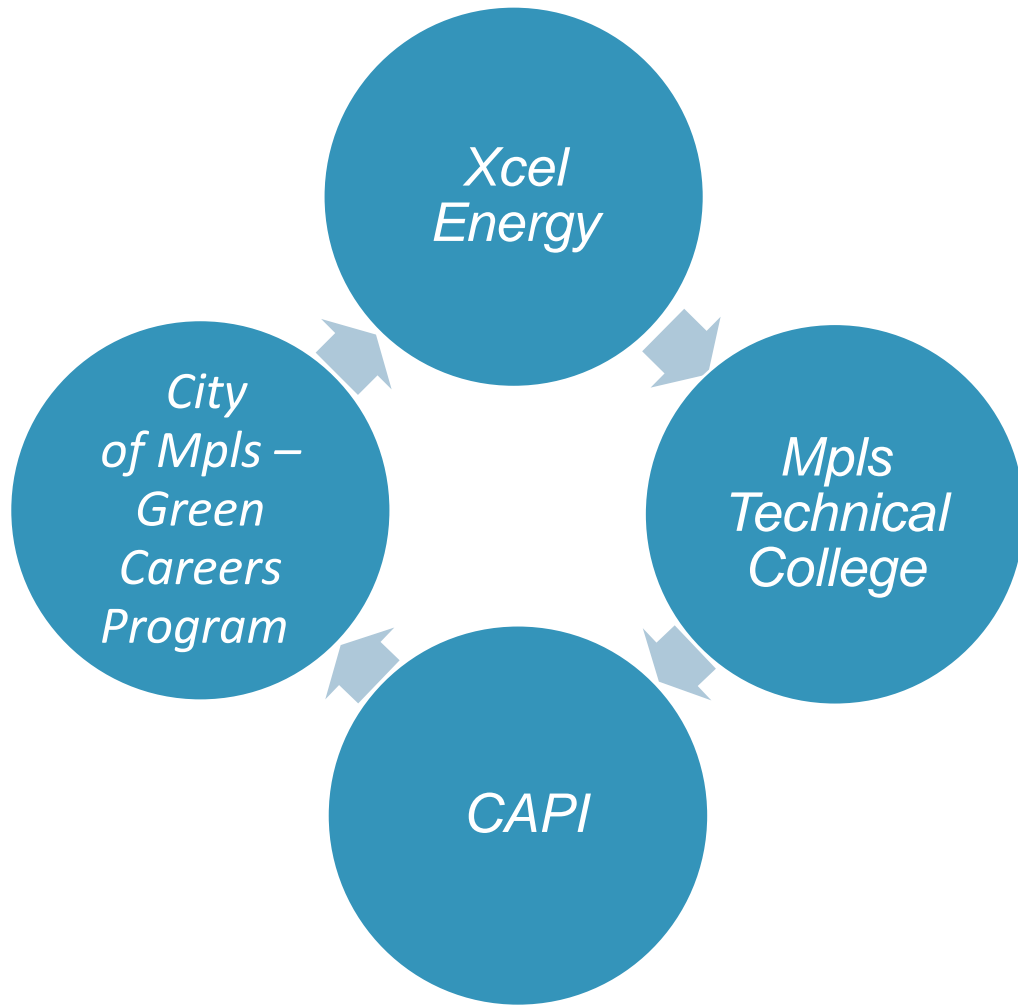 Xcel
Energy
City
of Mpls –
Green
Careers
Program
Mpls
Technical
College
CAPI